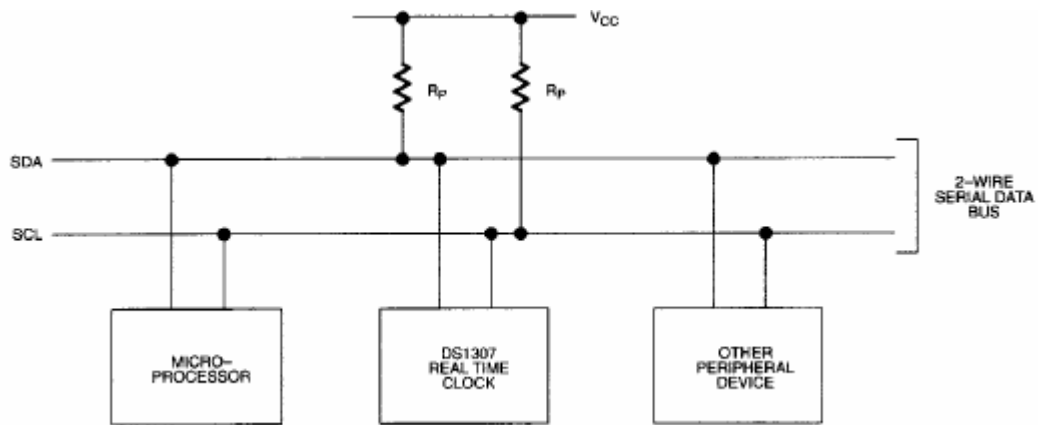 VCC
RP
RP
SDA
2-WIRE
SERIAL DATA
BUS
SCL
MICRO-
PROCESSOR
DS1307
REAL TIME
CLOCK
OTHER
PERIPHERAL
DEVICE